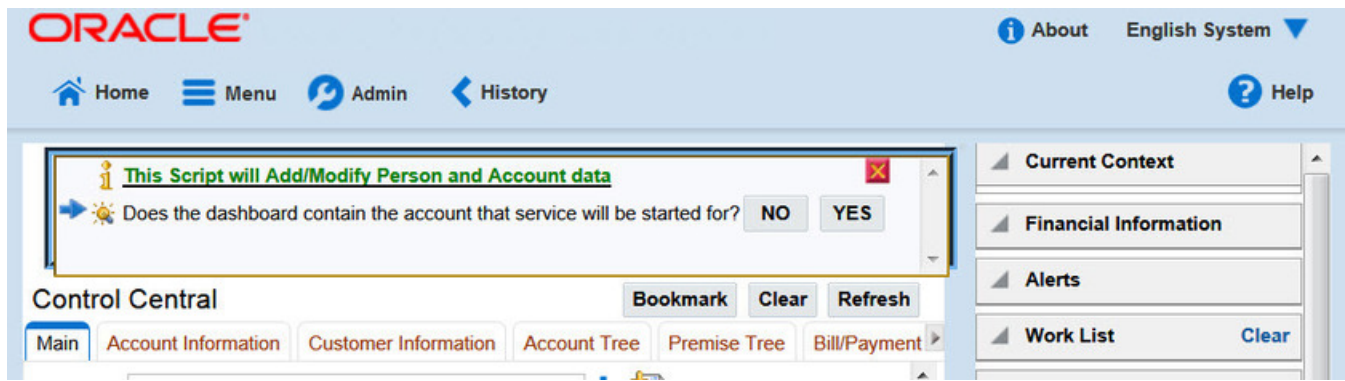 ORACLE
About English System
Home Menu Admin History Help
This Script will Add/Modify Person and Account data
Does the dashboard contain the account that service will be started for? NO YES
Control Central Bookmark Clear Refresh
Main Account Information Customer Information Account Tree Premise Tree Bill/Payment
Current Context
Financial Information
Alerts
Work List Clear